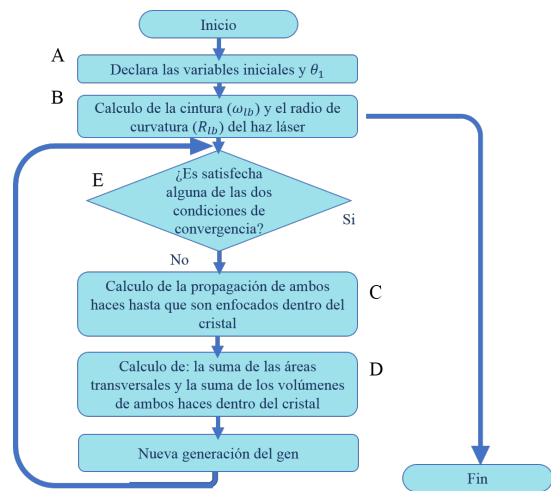 Inicio
A
Declara las variables iniciales y θ₁
B
Calculo de la cintura (ω_lb) y el radio de
curvatura (R_lb) del haz láser
E
¿Es satisfecha
alguna de las dos
condiciones de
convergencia?
Si
No
Calculo de la propagación de ambos
haces hasta que son enfocados dentro del
cristal
C
Calculo de: la suma de las áreas
transversales y la suma de los volúmenes
de ambos haces dentro del cristal
D
Nueva generación del gen
Fin